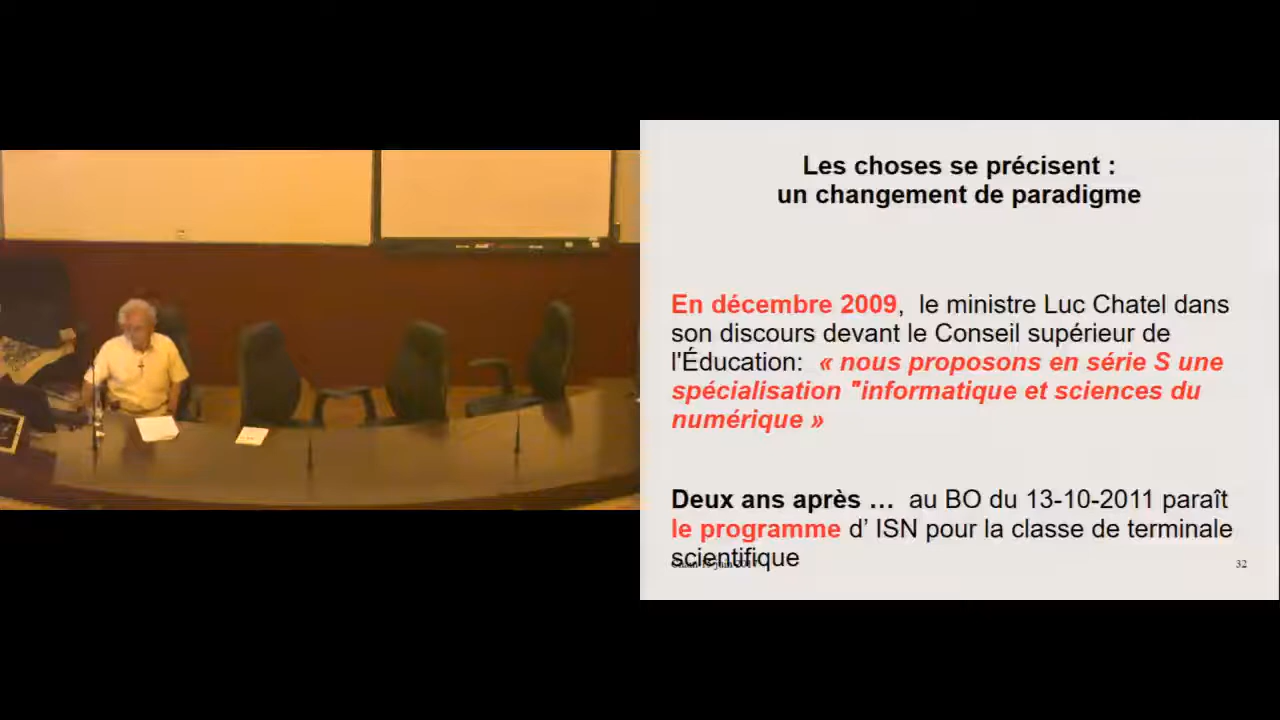 Les choses se précisent :
un changement de paradigme
En décembre 2009, le ministre Luc Chatel dans
son discours devant le Conseil supérieur de
l'Éducation: « nous proposons en série S une
spécialisation "informatique et sciences du
numérique »
Deux ans après … au BO du 13-10-2011 paraît
le programme d’ ISN pour la classe de terminale
scientifique
32